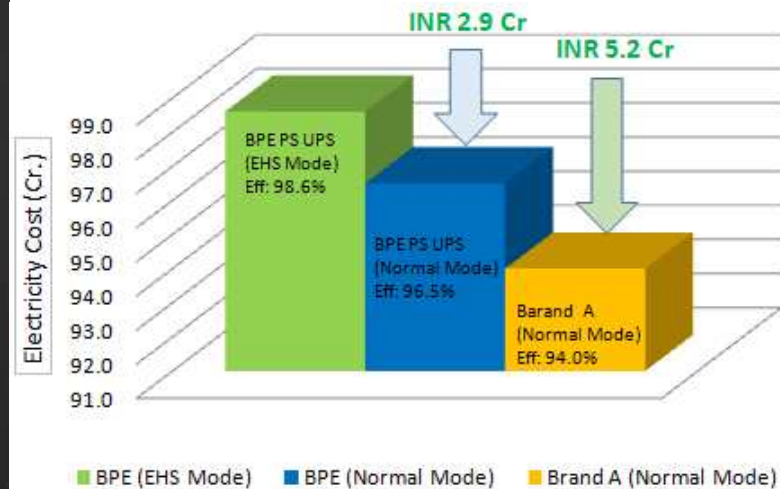 INR 2.9 Cr
INR 5.2 Cr
Electricity Cost (Cr.)
99.0
98.0
97.0
96.0
95.0
94.0
93.0
92.0
91.0
BPE PS UPS
(EHS Mode)
Eff: 98.6%
BPE PS UPS
(Normal Mode)
Eff: 96.5%
Barand A
(Normal Mode)
Eff: 94.0%
BPE (EHS Mode)
BPE (Normal Mode)
Brand A (Normal Mode)